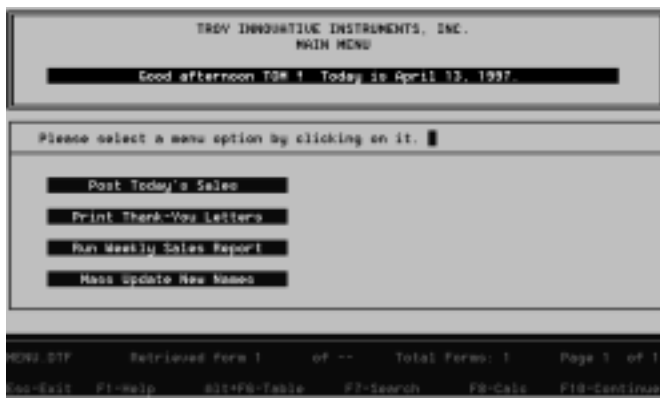 TROY INNOVATIVE INSTRUMENTS, INC.
MAIN MENU
Good afternoon TOM ! Today is April 13, 1997.
Please select a menu option by clicking on it.
Post Today's Sales
Print Thank-You Letters
Run Weekly Sales Report
Mass Update New Names
MENU.DTF Retrieved form 1 of -- Total Forms: 1 Page 1 of 1
Esc-Exit F1-Help Alt+F6-Table F7-Search F8-Calc F10-Continue